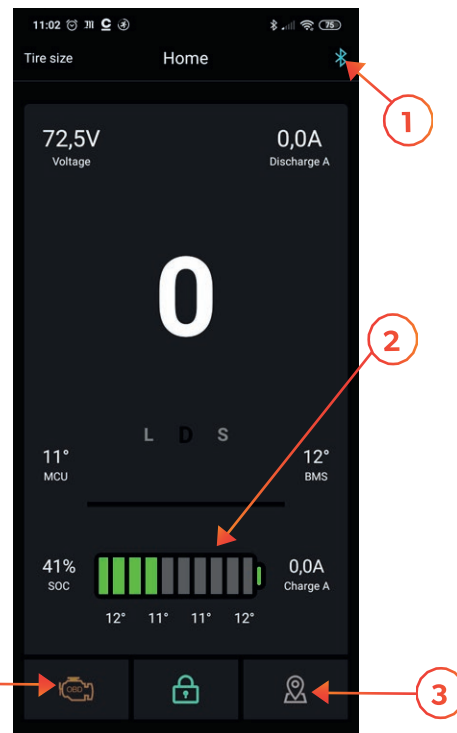 11:02 75
Tire size Home
1
72,5V 0,0A
Voltage Discharge A
0
2
L D S
11° 12°
MCU BMS
41% 0,0A
SOC Charge A
12° 11° 11° 12°
OBD
3